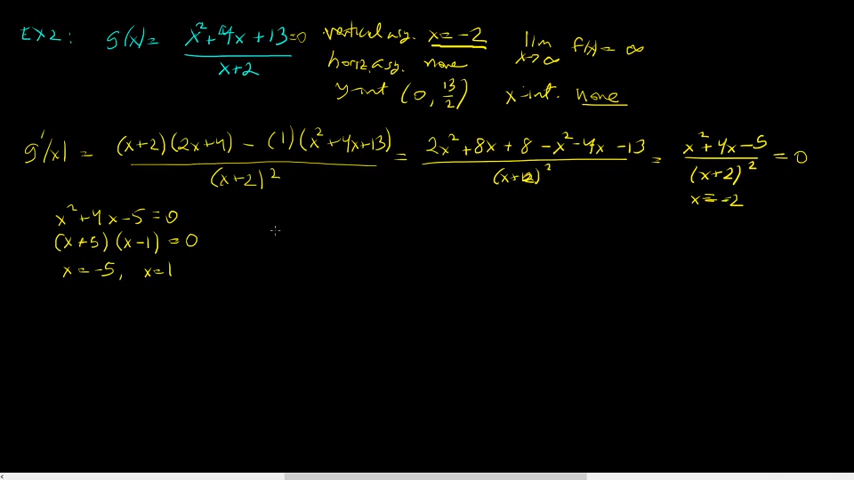 EX2: g(x) = (x² + 4x + 13)/(x+2) =0
vertical asy. x = -2
horiz. asy. none
y-int (0, 13/2)
lim x→∞ f(x) = ∞
x-int. none
g'(x) = ((x+2)(2x+4) - (1)(x²+4x+13))/(x+2)² = (2x²+8x+8-x²-4x-13)/(x+2)² = (x²+4x-5)/(x+2)² = 0
x = -2
x²+4x-5=0
(x+5)(x-1)=0
x=-5, x=1